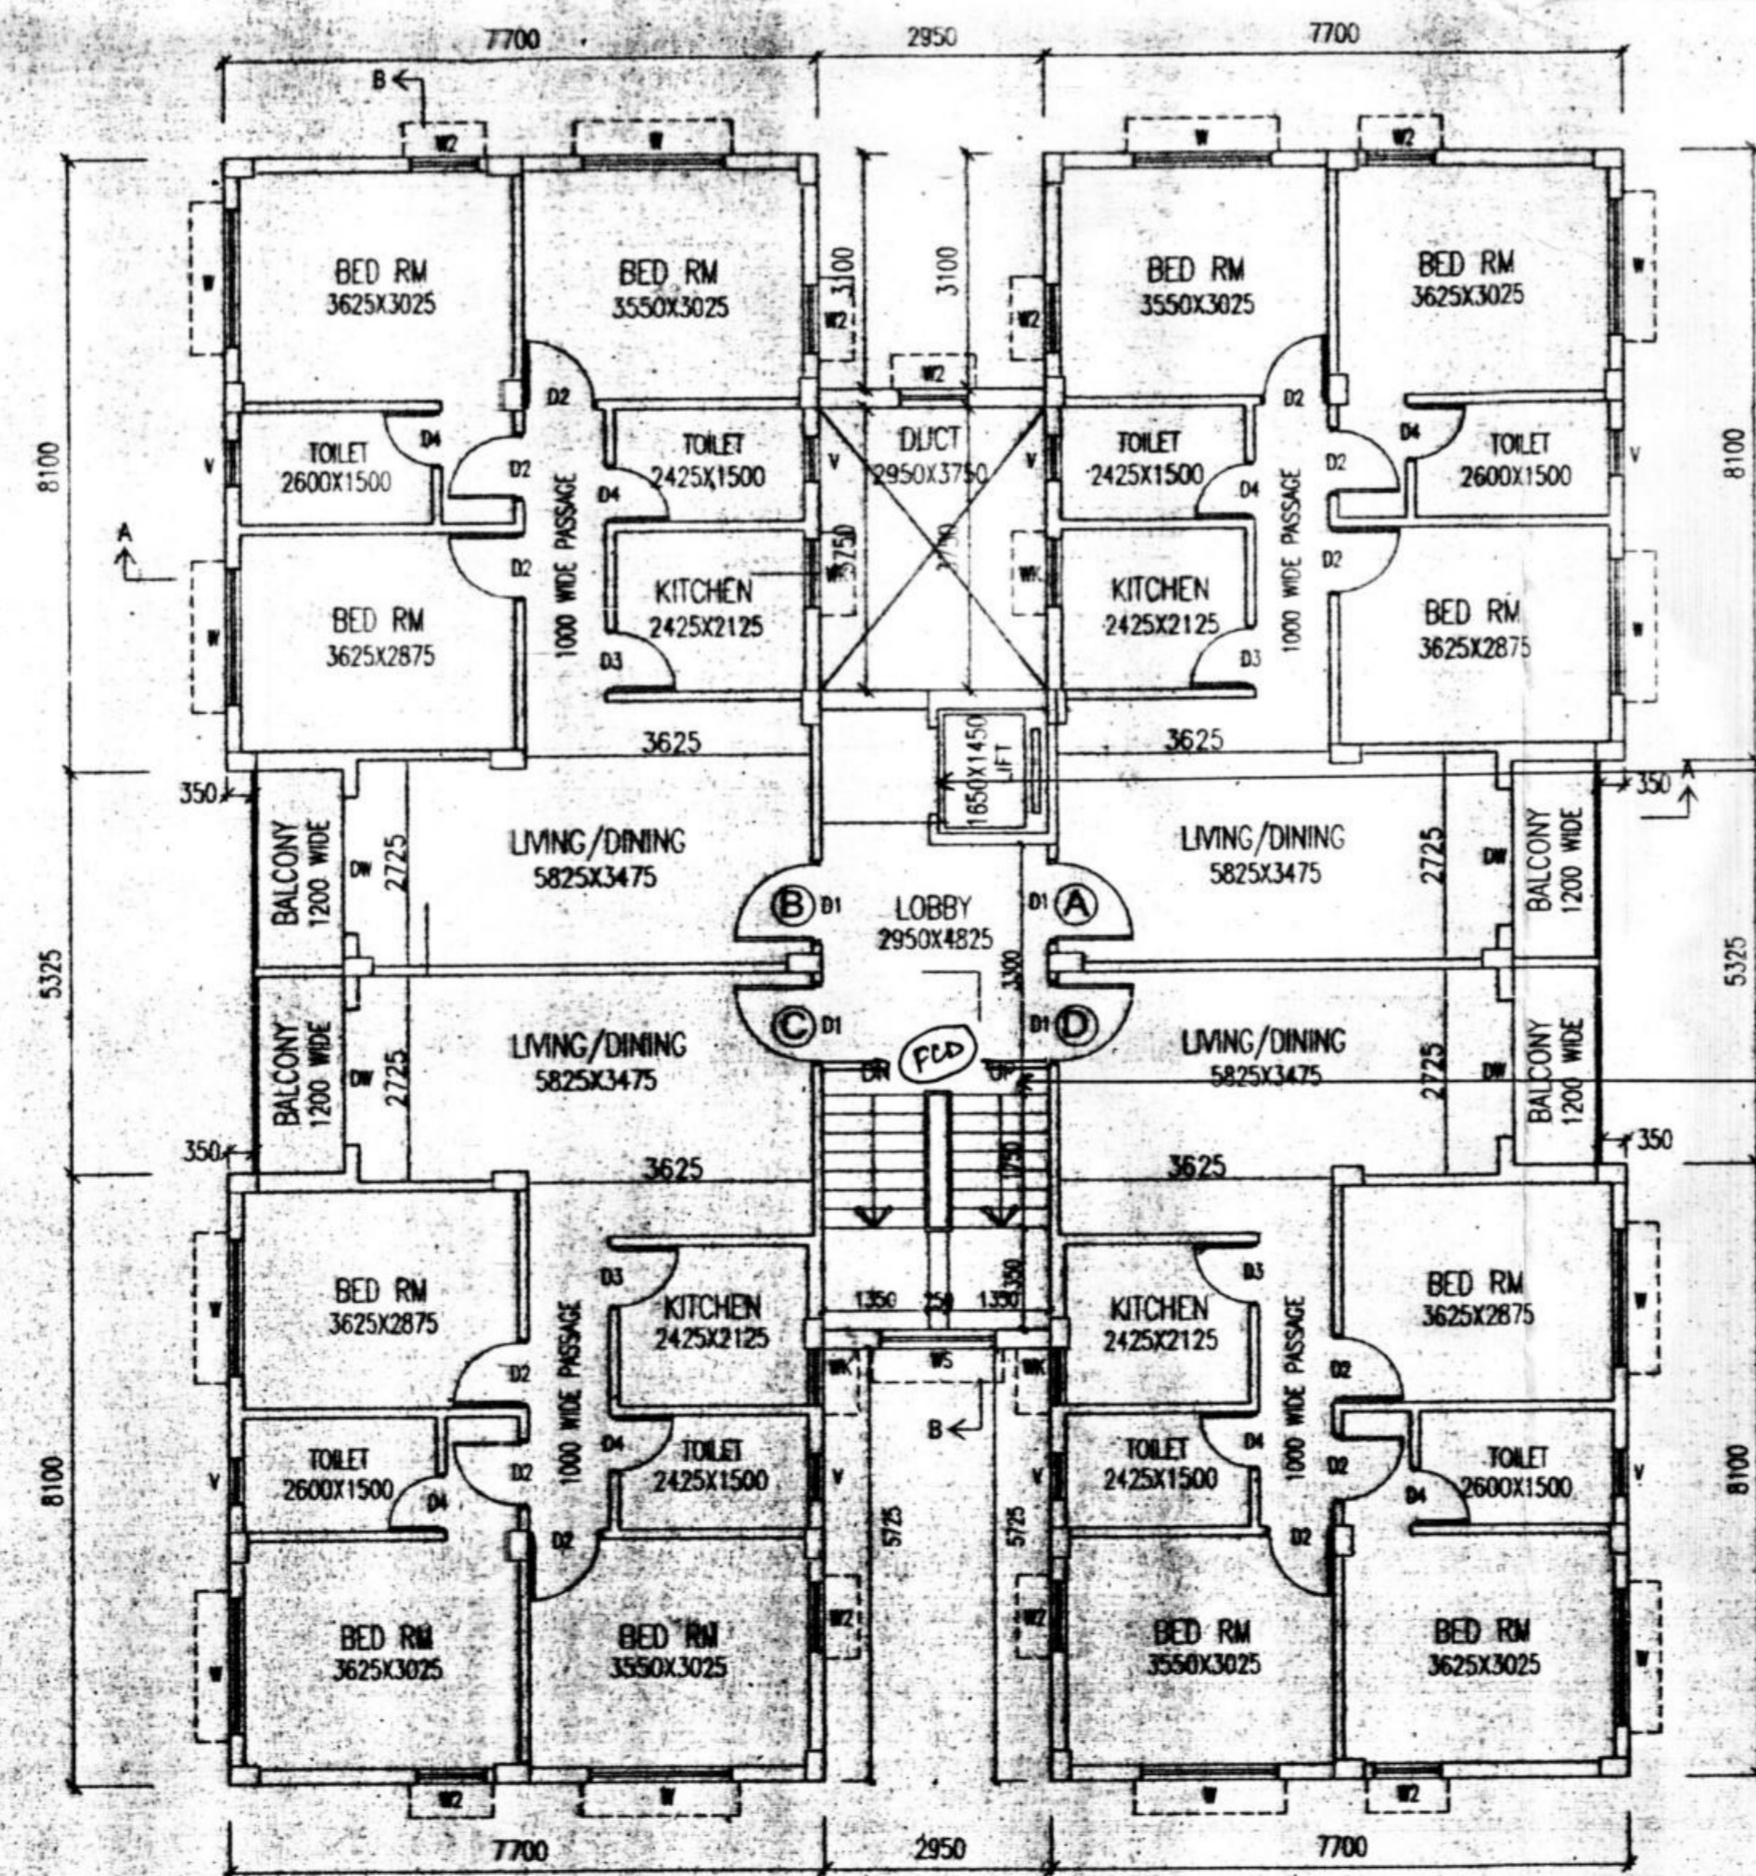 7700 2950 7700
B
W2 W W W2
BED RM
3625X3025
BED RM
3550X3025
BED RM
3550X3025
BED RM
3625X3025
W W2 3100 3100 W2 W
W2
D2 D2
8100 8100
TOILET
2600X1500
D4
D2
TOILET
2425X1500
DUCT
2950X3750
TOILET
2425X1500
D2
D4
TOILET
2600X1500
V V V V
D4 D4
1000 WIDE PASSAGE
1000 WIDE PASSAGE
A
D2 3750 3750 WK D2
BED RM
3625X2875
KITCHEN
2425X2125
KITCHEN
2425X2125
BED RM
3625X2875
W W
D3 D3
3625 3625
1650X1450
LIFT
350 350
A
BALCONY
1200 WIDE
DW
2725
LIVING/DINING
5825X3475
LIVING/DINING
5825X3475
2725
DW
BALCONY
1200 WIDE
B D1
LOBBY
2950X4825
D1 A
5325 5325
3300
C D1 D1 D
FCD
BALCONY
1200 WIDE
DW
2725
LIVING/DINING
5825X3475
DN UP
LIVING/DINING
5825X3475
2725
DW
BALCONY
1200 WIDE
350 350
3625 1750 3625
BED RM
3625X2875
D3
KITCHEN
2425X2125
1350 250 1350
1350
KITCHEN
2425X2125
D3
BED RM
3625X2875
W W
D2 WK WS WK D2
B
1000 WIDE PASSAGE
1000 WIDE PASSAGE
8100 8100
TOILET
2600X1500
D4
D2
D4
TOILET
2425X1500
TOILET
2425X1500
D4
D2
D4
TOILET
2600X1500
V V V V
D2 5725 5725 D2
BED RM
3625X3025
BED RM
3550X3025
BED RM
3550X3025
BED RM
3625X3025
W W2 W2 W
W2 W W W2
7700 2950 7700